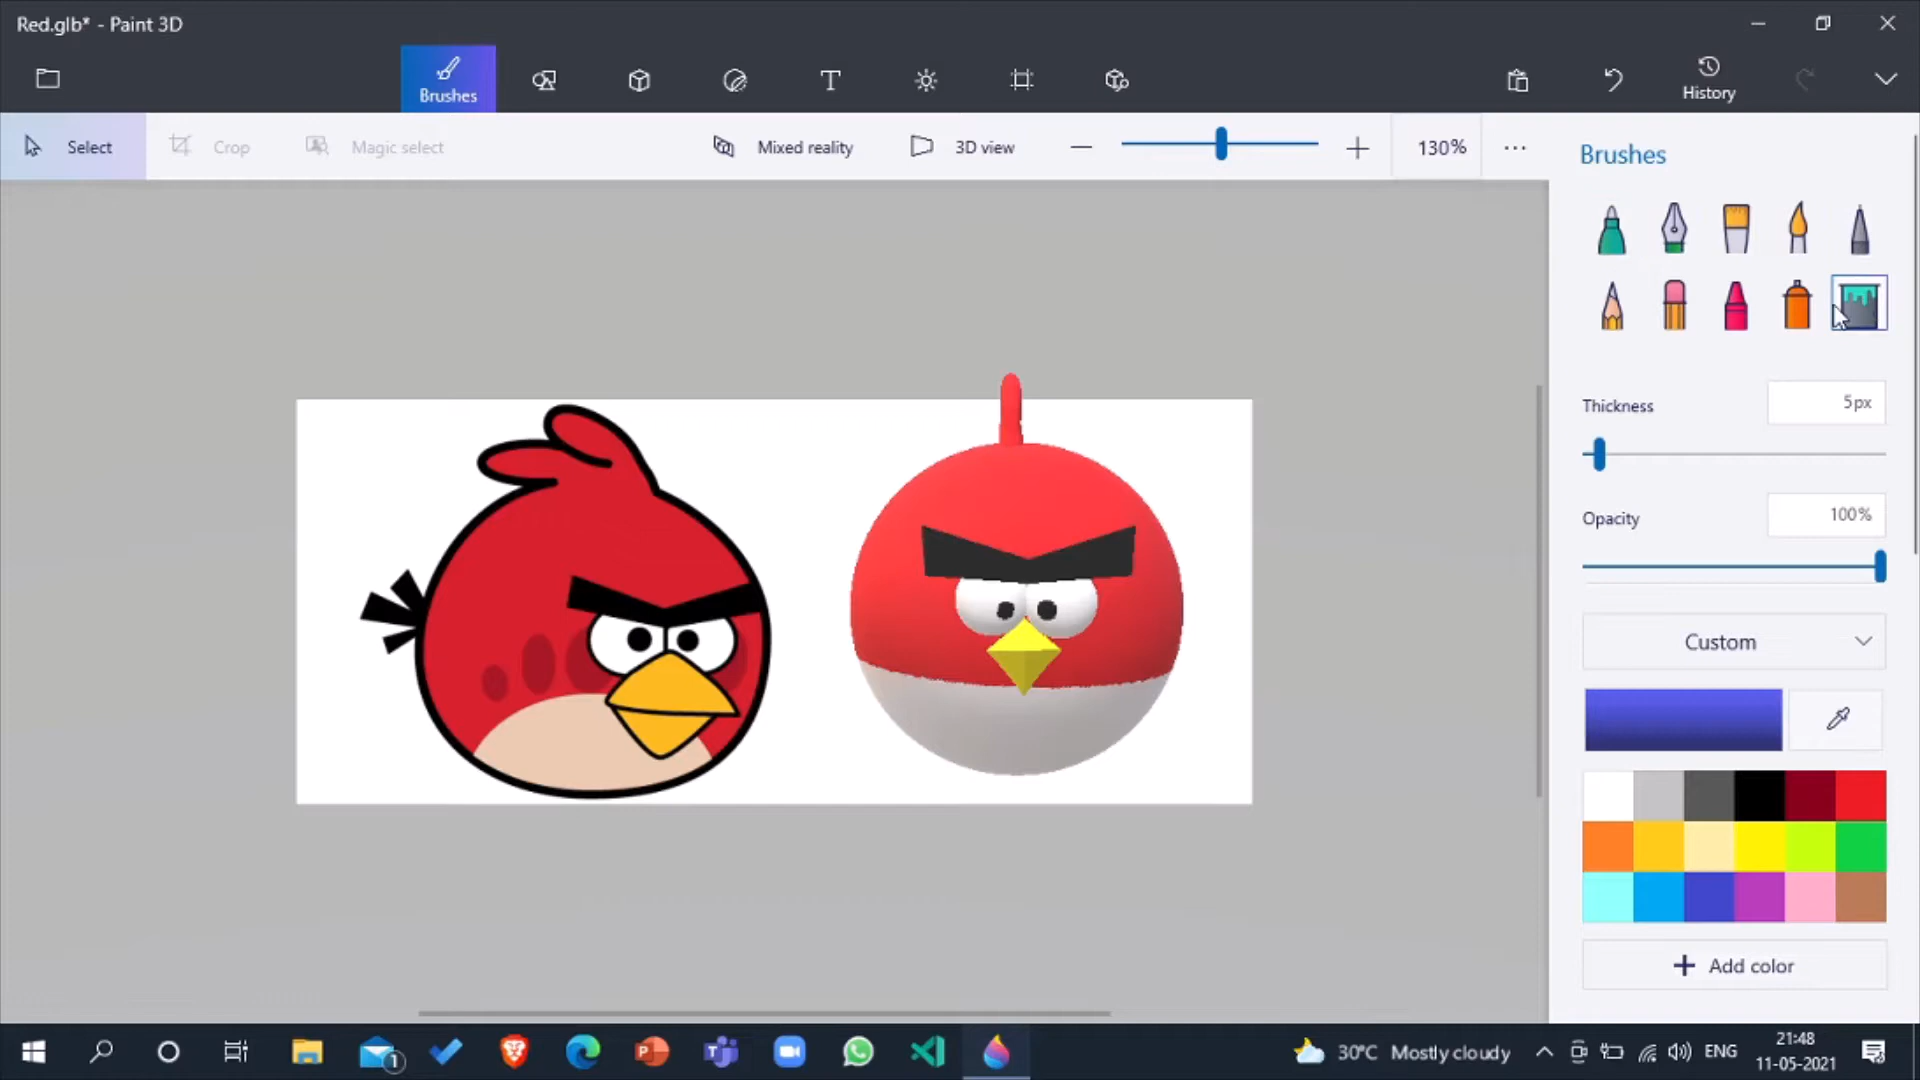 Red.glb* - Paint 3D
Brushes
T
History
Select
Crop
Magic select
Mixed reality
3D view
130%
Brushes
Thickness
5px
Opacity
100%
Custom
Add color
1
30°C Mostly cloudy
ENG
21:48
11-05-2021